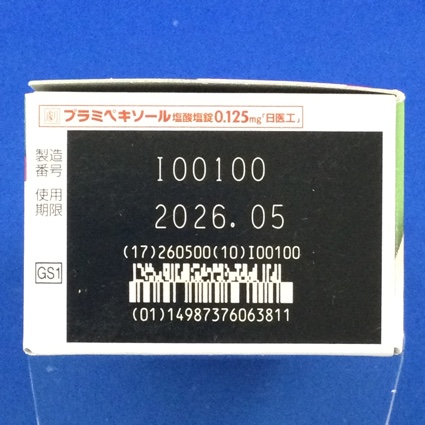 劇 プラミペキソール塩酸塩錠0.125mg「日医工」
製造番号 I00100
使用期限 2026.05
(17)260500(10)I00100
GS1
(01)14987376063811